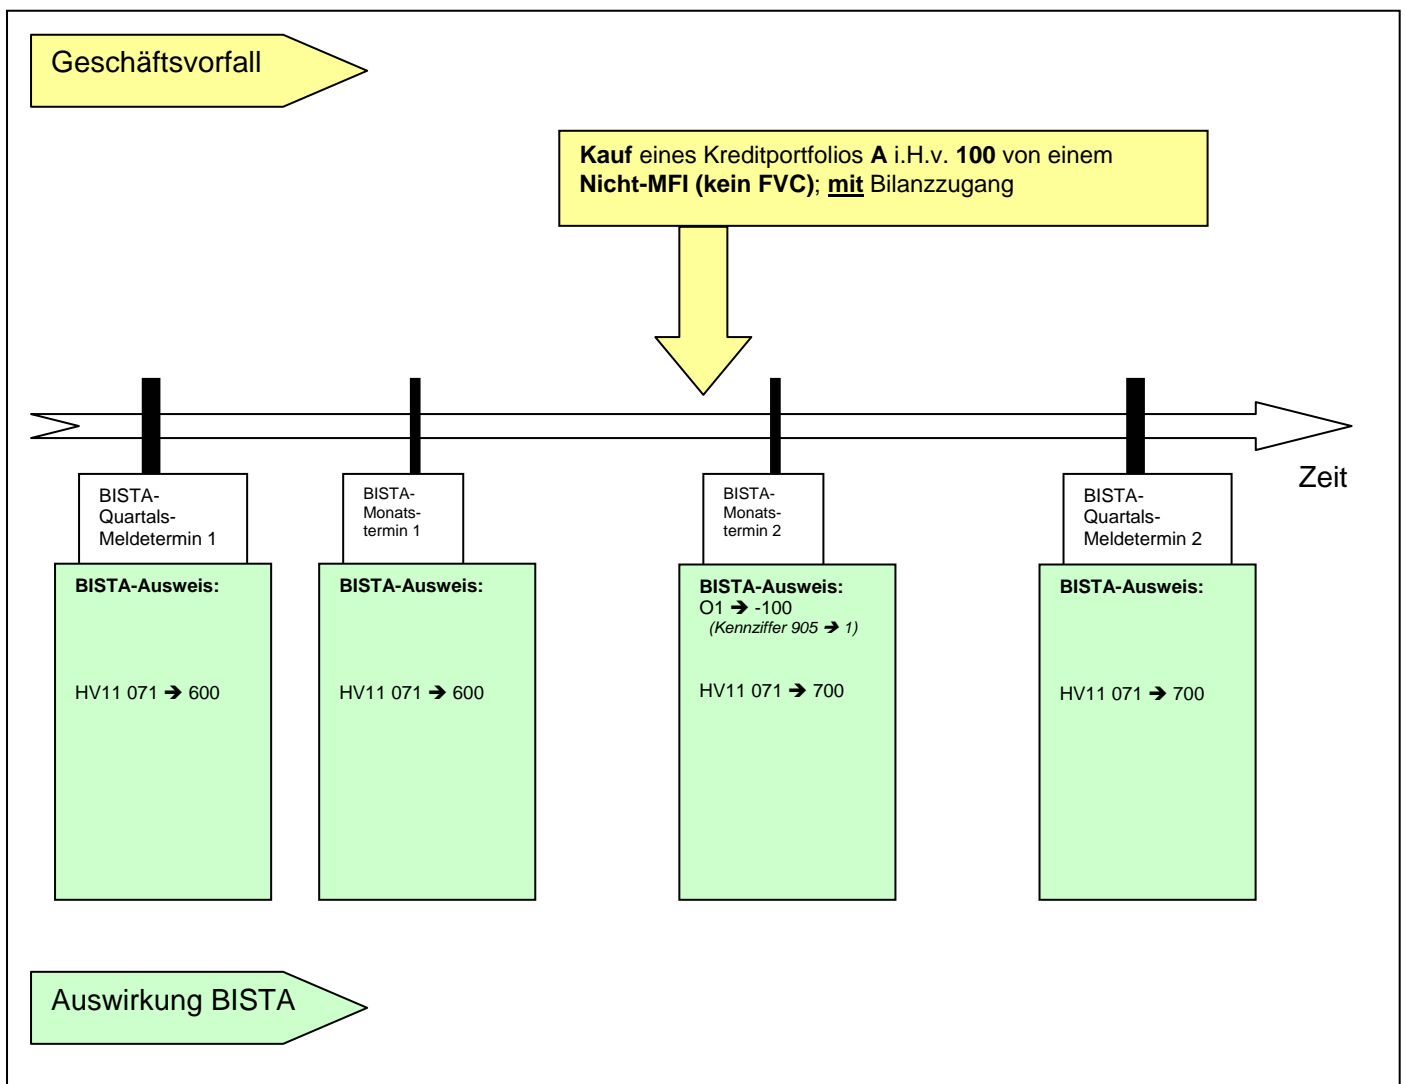 Geschäftsvorfall
Kauf eines Kreditportfolios A i.H.v. 100 von einem
Nicht-MFI (kein FVC); mit Bilanzzugang
Zeit
BISTA-
Quartals-
Meldetermin 1
BISTA-Ausweis:
HV11 071 ➔ 600
BISTA-
Monats-
termin 1
BISTA-Ausweis:
HV11 071 ➔ 600
BISTA-
Monats-
termin 2
BISTA-Ausweis:
O1 ➔ -100
(Kennziffer 905 ➔ 1)
HV11 071 ➔ 700
BISTA-
Quartals-
Meldetermin 2
BISTA-Ausweis:
HV11 071 ➔ 700
Auswirkung BISTA